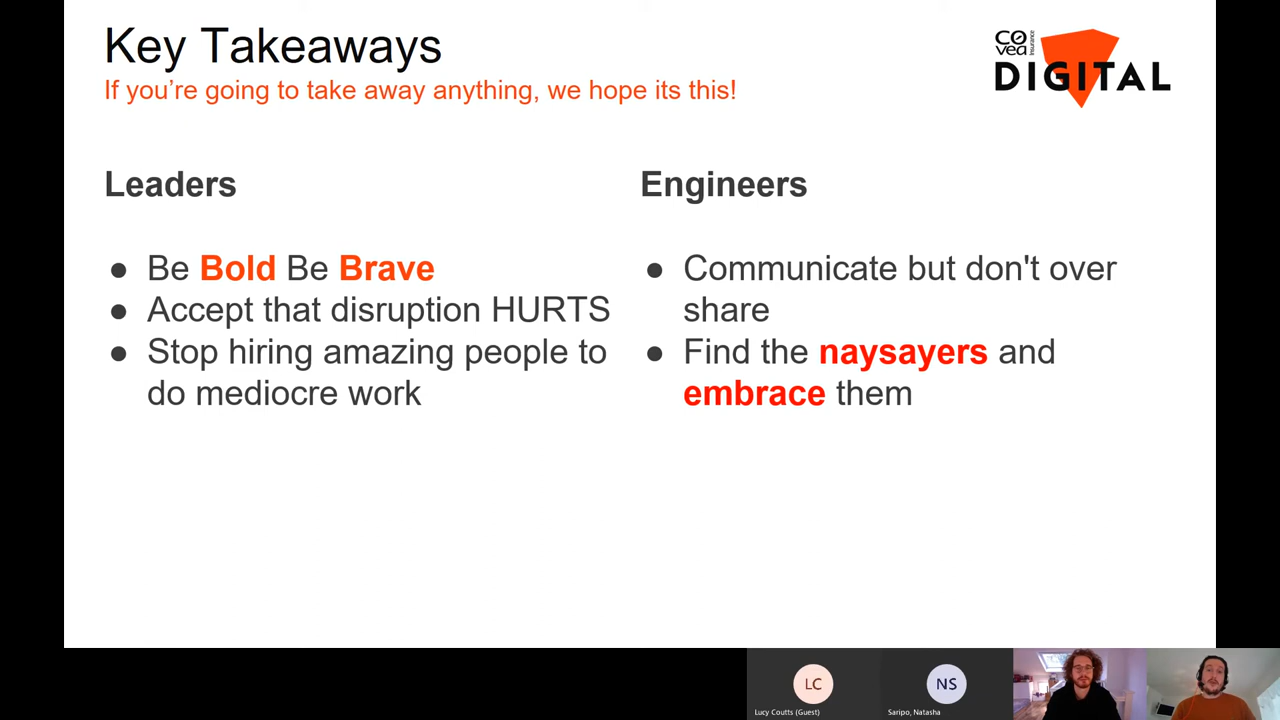 Key Takeaways
If you're going to take away anything, we hope its this!
COvea Insurance
DIGITAL
Leaders
● Be Bold Be Brave
● Accept that disruption HURTS
● Stop hiring amazing people to
do mediocre work
Engineers
● Communicate but don't over
share
● Find the naysayers and
embrace them
LC
Lucy Coutts (Guest)
NS
Saripo, Natasha